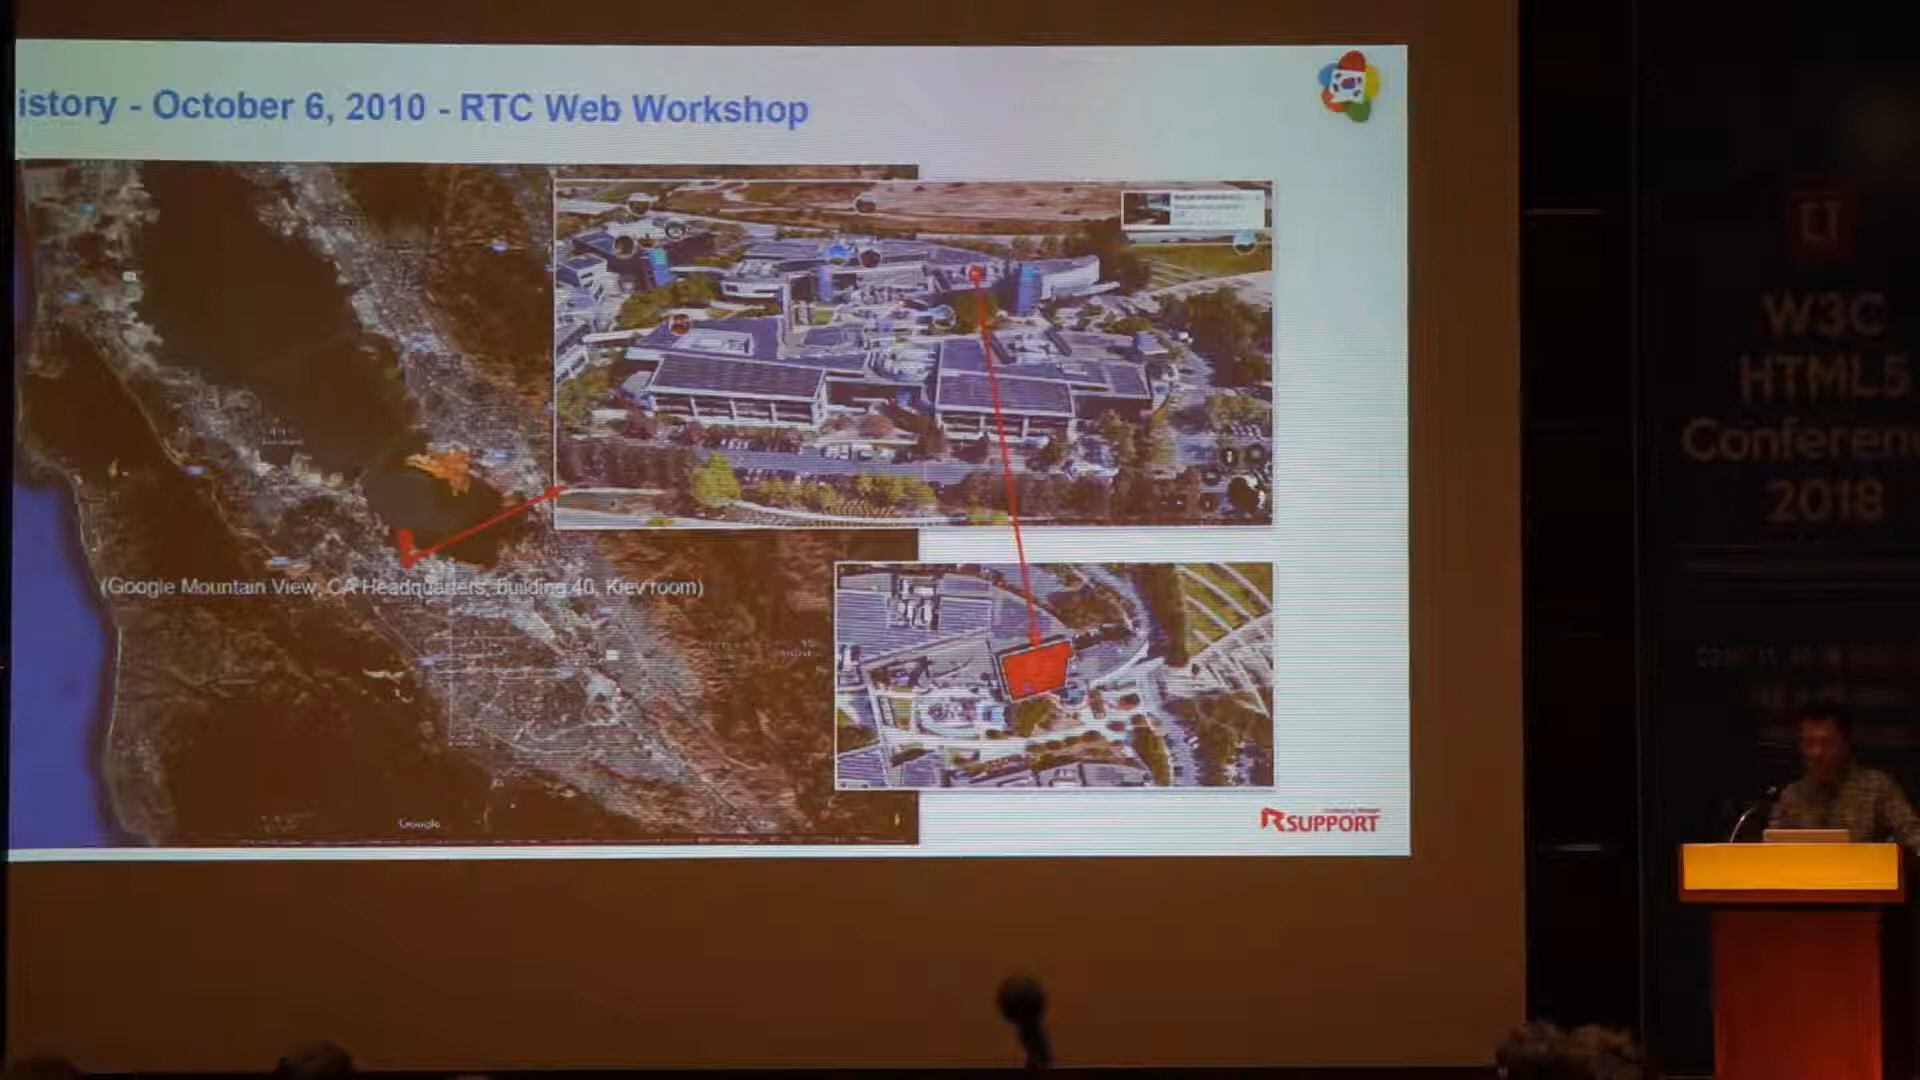 istory - October 6, 2010 - RTC Web Workshop
(Google Mountain View, CA Headquarters, building 40, Kiev room)
Google
RSUPPORT
W3C
HTML5
Conferen
2018